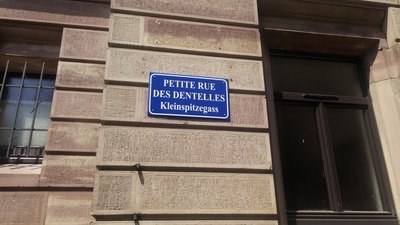 PETITE RUE
DES DENTELLES
Kleinspitzegass